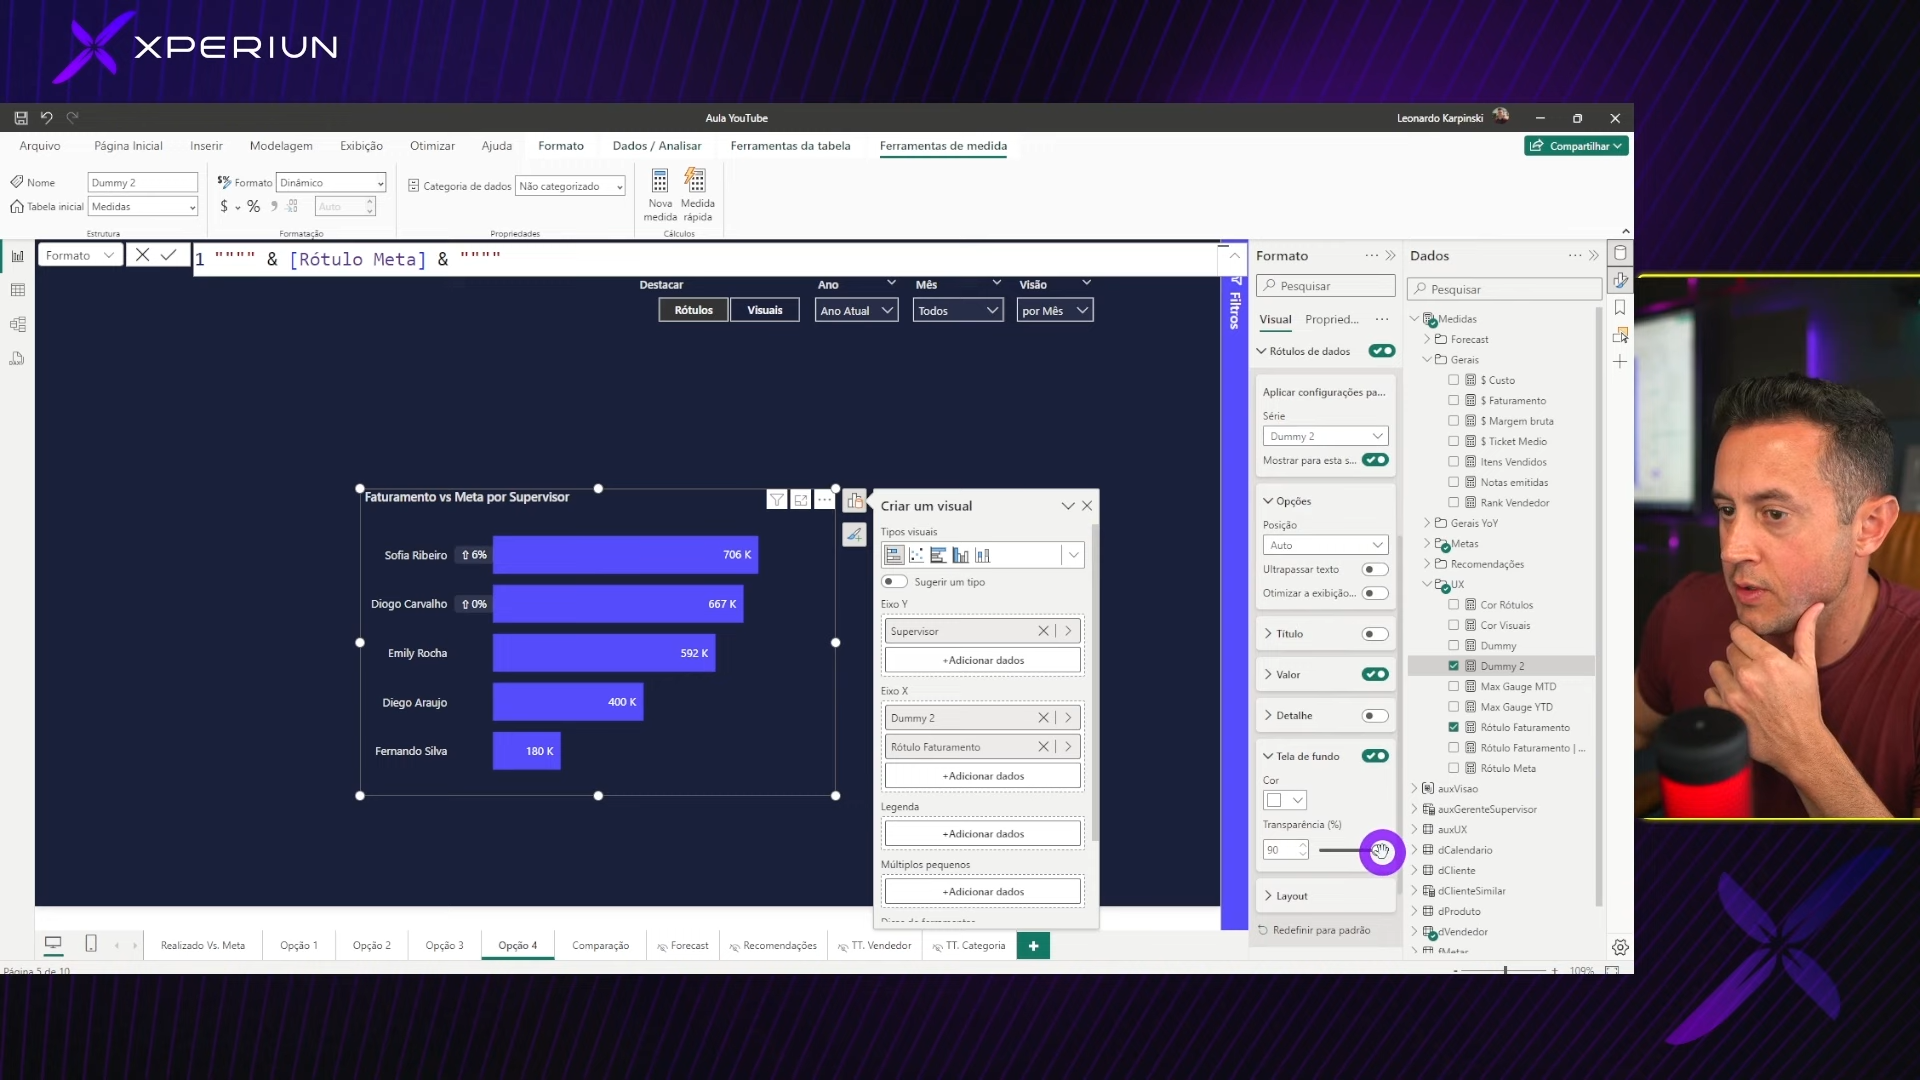 XPERIUN
Aula YouTube
Leonardo Karpinski
Arquivo
Página Inicial
Inserir
Modelagem
Exibição
Otimizar
Ajuda
Formato
Dados / Analisar
Ferramentas da tabela
Ferramentas de medida
Compartilhar
Nome
Dummy 2
Tabela inicial
Medidas
Estrutura
Formato
Dinâmico
$ %
Auto
Formatação
Categoria de dados
Não categorizado
Propriedades
Nova medida
Medida rápida
Cálculos
Formato
1 """" & [Rótulo Meta] & """"
Destacar
Rótulos
Visuais
Ano
Ano Atual
Mês
Todos
Visão
por Mês
Filtros
Faturamento vs Meta por Supervisor
Sofia Ribeiro ⇧6% 706 K
Diogo Carvalho ⇧0% 667 K
Emily Rocha 592 K
Diego Araujo 400 K
Fernando Silva 180 K
Criar um visual
Tipos visuais
Sugerir um tipo
Eixo Y
Supervisor
+Adicionar dados
Eixo X
Dummy 2
Rótulo Faturamento
+Adicionar dados
Legenda
+Adicionar dados
Múltiplos pequenos
+Adicionar dados
Formato
Pesquisar
Visual
Propried...
Rótulos de dados
Aplicar configurações pa...
Série
Dummy 2
Mostrar para esta s...
Opções
Posição
Auto
Ultrapassar texto
Otimizar a exibição...
Título
Valor
Detalhe
Tela de fundo
Cor
Transparência (%)
90
Layout
Redefinir para padrão
Dados
Pesquisar
Medidas
Forecast
Gerais
$ Custo
$ Faturamento
$ Margem bruta
$ Ticket Medio
Itens Vendidos
Notas emitidas
Rank Vendedor
Gerais YoY
Metas
Recomendações
UX
Cor Rótulos
Cor Visuais
Dummy
Dummy 2
Max Gauge MTD
Max Gauge YTD
Rótulo Faturamento
Rótulo Faturamento | ...
Rótulo Meta
auxVisao
auxGerenteSupervisor
auxUX
dCalendario
dCliente
dClienteSimilar
dProduto
dVendedor
fMetas
Realizado Vs. Meta
Opção 1
Opção 2
Opção 3
Opção 4
Comparação
Forecast
Recomendações
TT. Vendedor
TT. Categoria
Página 5 de 10
109%